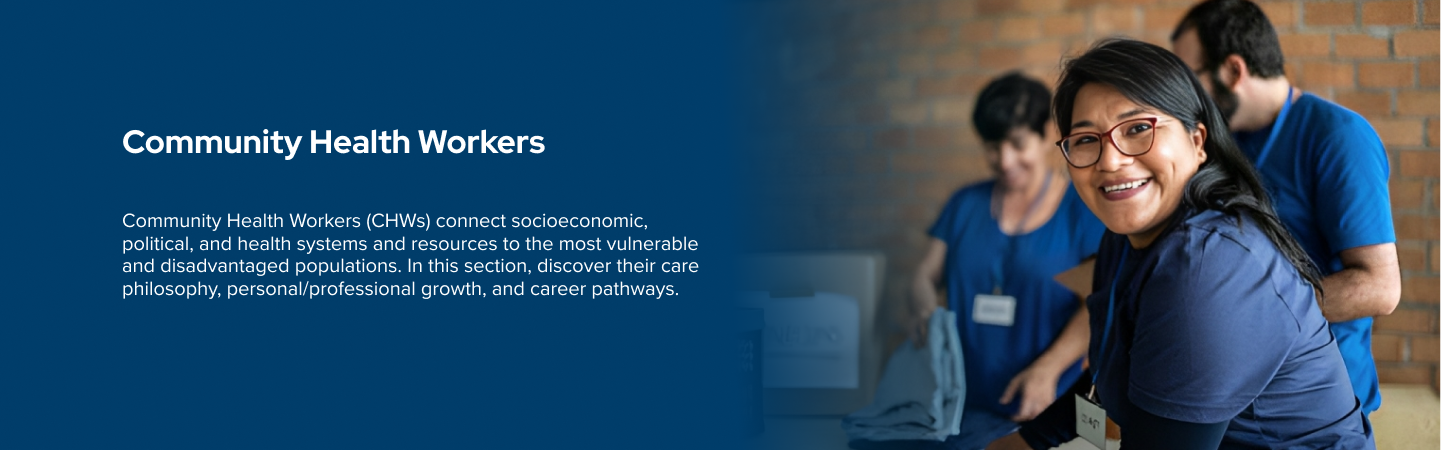 Community Health Workers
Community Health Workers (CHWs) connect socioeconomic,
political, and health systems and resources to the most vulnerable
and disadvantaged populations. In this section, discover their care
philosophy, personal/professional growth, and career pathways.